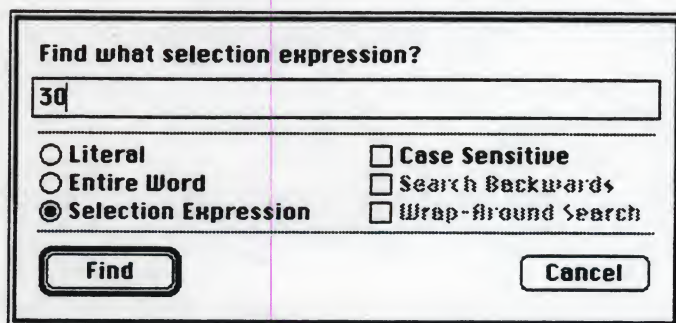 Find what selection expression?
30
Literal
Case Sensitive
Entire Word
Search Backwards
Selection Expression
Wrap-Around Search
Find
Cancel